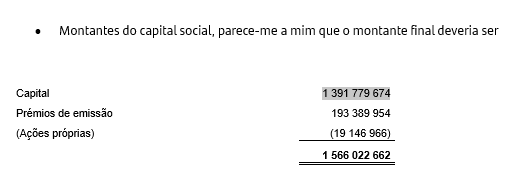 • Montantes do capital social, parece-me a mim que o montante final deveria ser
Capital 1 391 779 674
Prémios de emissão 193 389 954
(Ações próprias) (19 146 966)
1 566 022 662